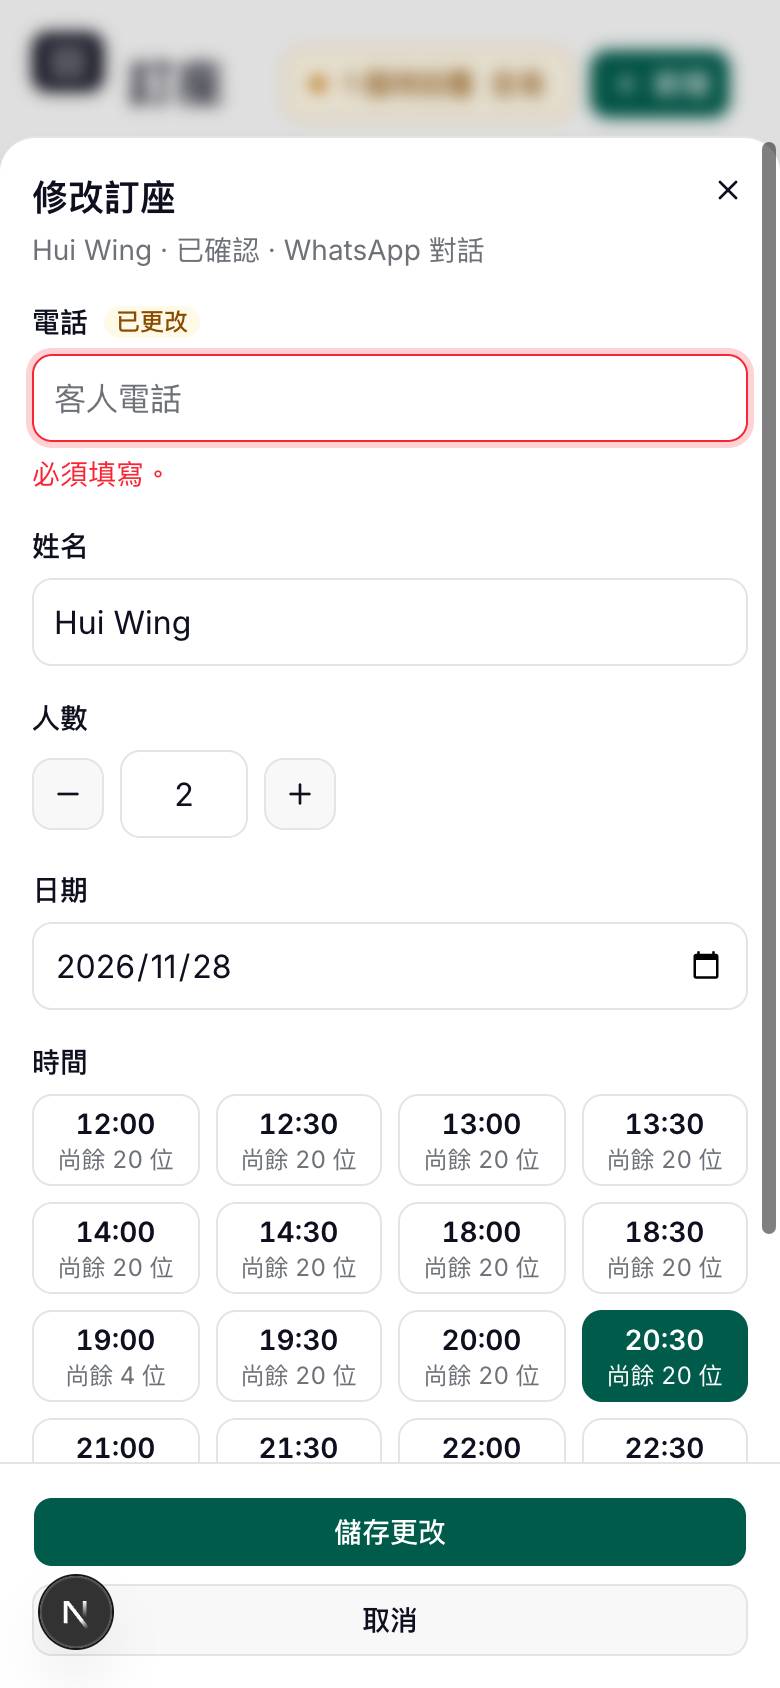 修改訂座
Hui Wing · 已確認 · WhatsApp 對話
電話 已更改
客人電話
必須填寫。
姓名
Hui Wing
人數
2
日期
2026/11/28
時間
12:00 12:30 13:00 13:30
尚餘 20 位 尚餘 20 位 尚餘 20 位 尚餘 20 位
14:00 14:30 18:00 18:30
尚餘 20 位 尚餘 20 位 尚餘 20 位 尚餘 20 位
19:00 19:30 20:00 20:30
尚餘 4 位 尚餘 20 位 尚餘 20 位 尚餘 20 位
21:00 21:30 22:00 22:30
儲存更改
N 取消